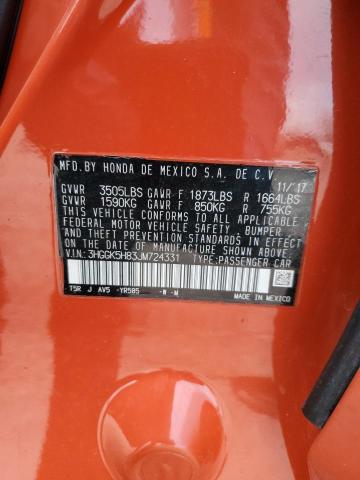 MFD.BY HONDA DE MEXICO S.A. DE C.V. 11/17
GVWR 3505LBS GAWR F 1873LBS R 1664LBS
GVWR 1590KG GAWR F 850KG R 755KG
THIS VEHICLE CONFORMS TO ALL APPLICABLE
FEDERAL MOTOR VEHICLE SAFETY, BUMPER
AND THEFT PREVENTION STANDARDS IN EFFECT
ON THE DATE OF MANUFACTURE SHOWN ABOVE.
V.I.N.: 3HGGK5H83JM724331 TYPE:PASSENGER CAR
T5R J AV5 -YR585 -W -M MADE IN MEXICO